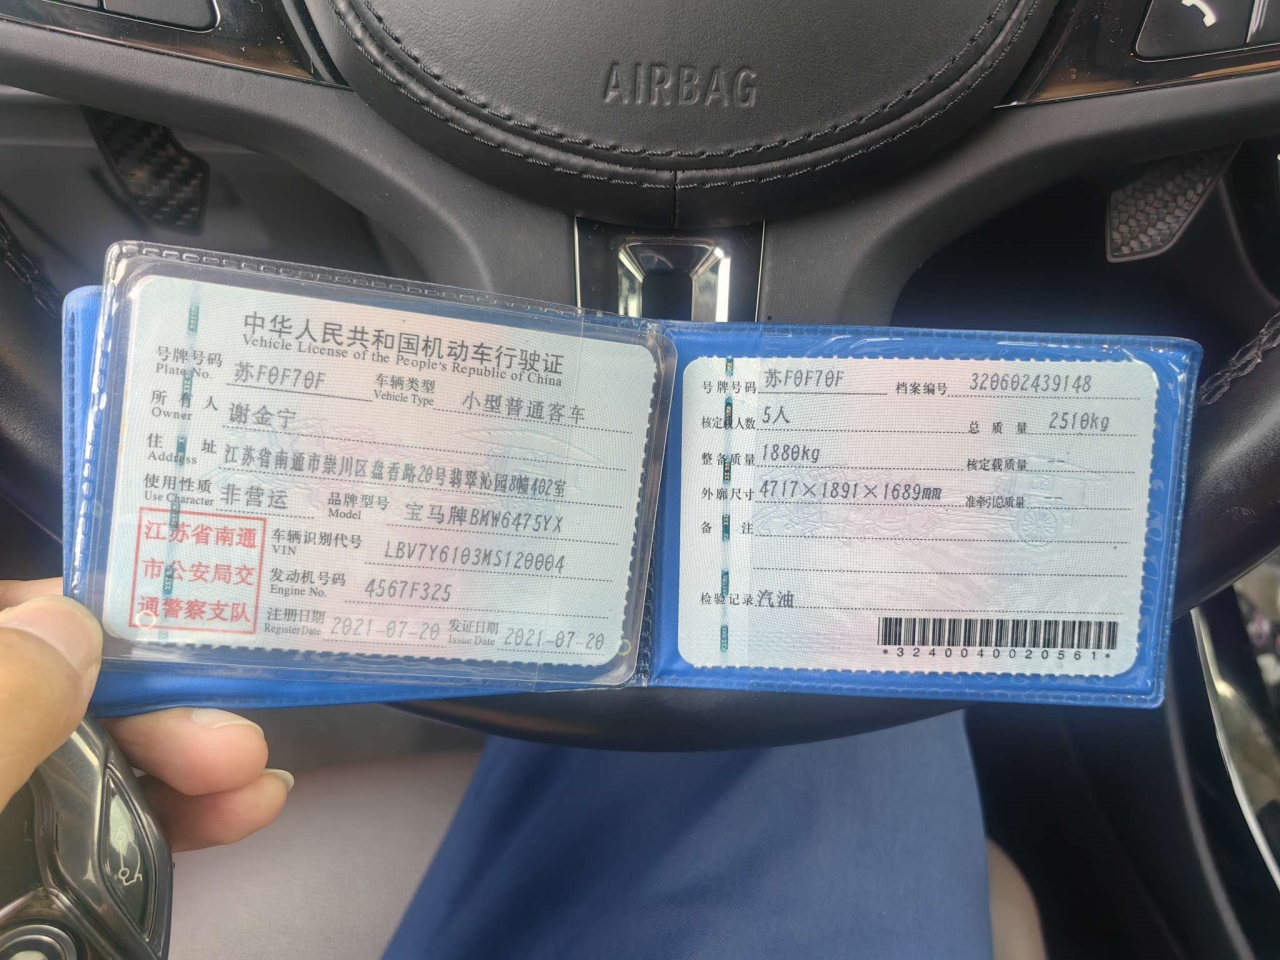 AIRBAG
中华人民共和国机动车行驶证
Vehicle License of the People's Republic of China
号牌号码 苏F0F70F 车辆类型 小型普通客车
Plate No. Vehicle Type
所有人 谢金宁
Owner
住址 江苏省南通市崇川区盘香路20号翡翠沁园8幢402室
Address
使用性质 非营运 品牌型号 宝马牌BMW6475YX
Use Character Model
江苏省南通
市公安局交
通警察支队
车辆识别代号 LBV7Y6103MS120004
VIN
发动机号码 4567F325
Engine No.
注册日期 2021-07-20 发证日期 2021-07-20
Register Date Issue Date
号牌号码 苏F0F70F 档案编号 320602439148
核定载人数 5人 总质量 2510kg
整备质量 1880kg 核定载质量 --
外廓尺寸 4717×1891×1689mm 准牵引总质量 --
备注
检验记录 汽油
*3240040020561*